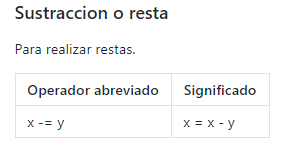 Sustraccion o resta
Para realizar restas.
Operador abreviado Significado
x -= y x = x - y